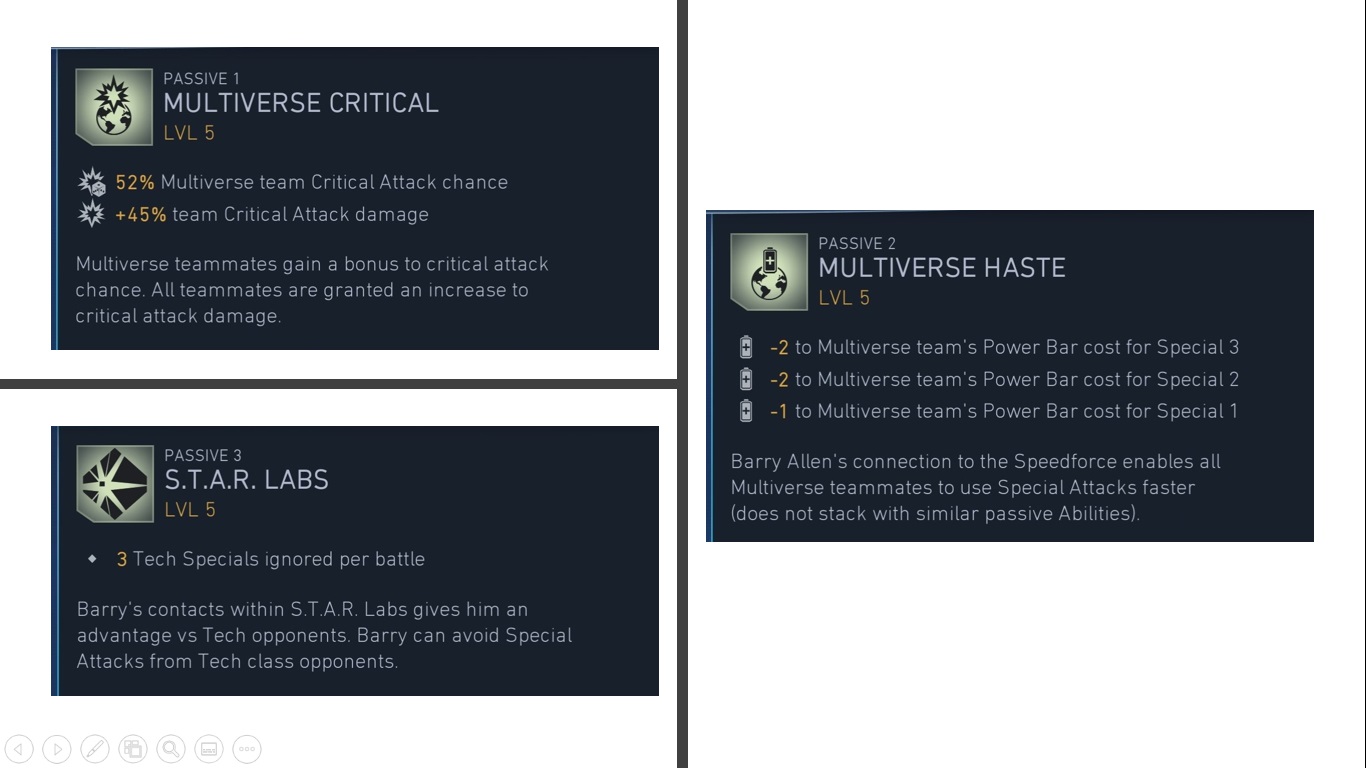 PASSIVE 1
MULTIVERSE CRITICAL
LVL 5
52% Multiverse team Critical Attack chance
+45% team Critical Attack damage
Multiverse teammates gain a bonus to critical attack
chance. All teammates are granted an increase to
critical attack damage.
PASSIVE 2
MULTIVERSE HASTE
LVL 5
-2 to Multiverse team's Power Bar cost for Special 3
-2 to Multiverse team's Power Bar cost for Special 2
-1 to Multiverse team's Power Bar cost for Special 1
Barry Allen's connection to the Speedforce enables all
Multiverse teammates to use Special Attacks faster
(does not stack with similar passive Abilities).
PASSIVE 3
S.T.A.R. LABS
LVL 5
3 Tech Specials ignored per battle
Barry's contacts within S.T.A.R. Labs gives him an
advantage vs Tech opponents. Barry can avoid Special
Attacks from Tech class opponents.